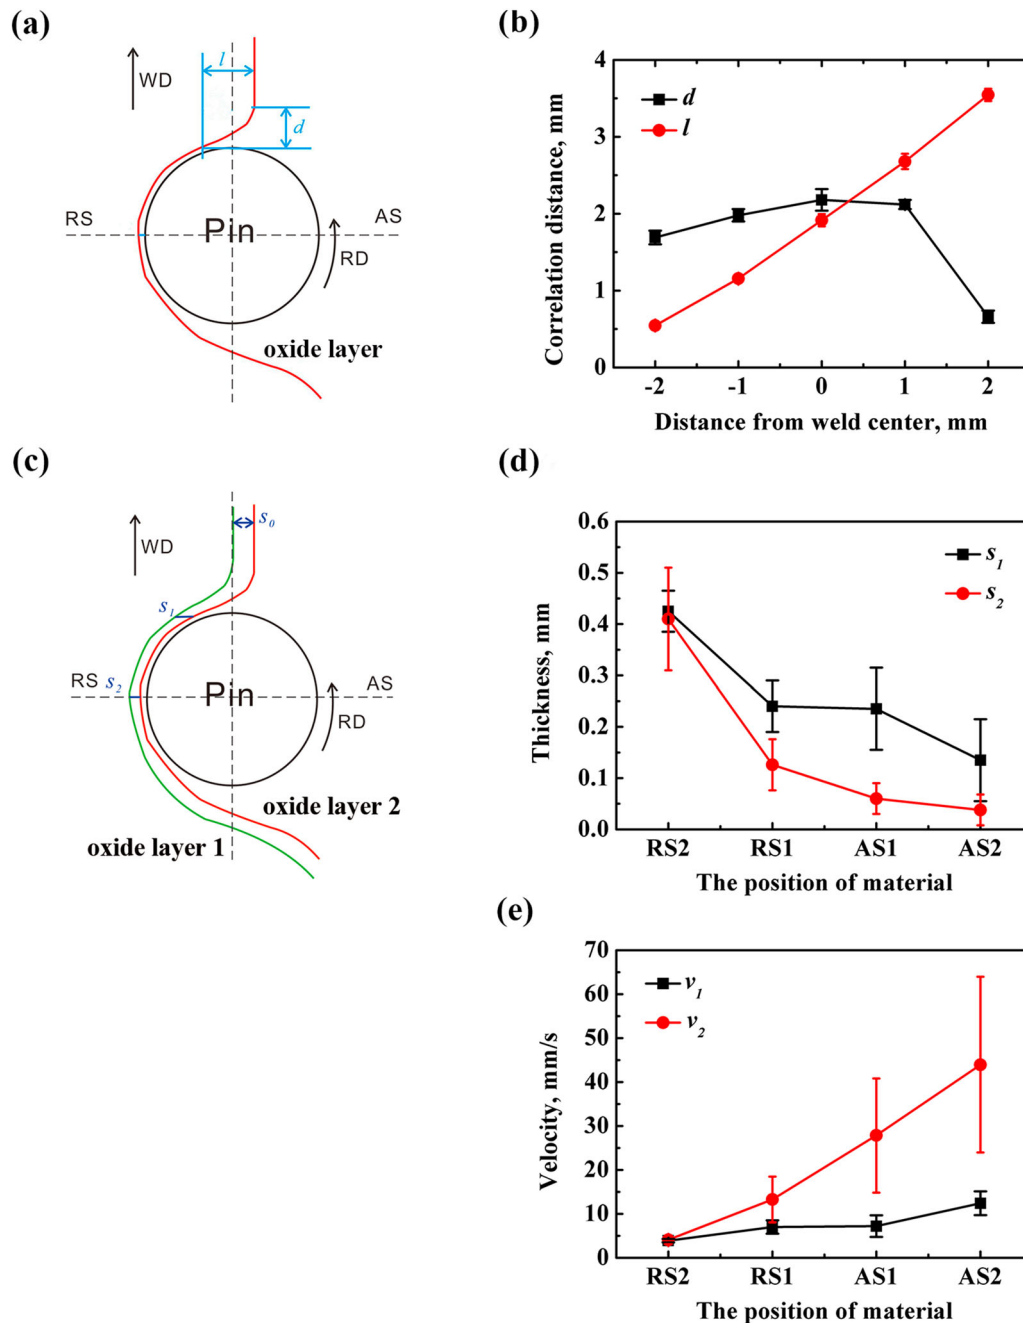 (a)
WD
l
d
RS
Pin
AS
RD
oxide layer
(b)
Correlation distance, mm
4
3
2
1
0
d
l
-2 -1 0 1 2
Distance from weld center, mm
(c)
WD
s0
s1
RS s2
Pin
AS
RD
oxide layer 2
oxide layer 1
(d)
Thickness, mm
0.6
0.5
0.4
0.3
0.2
0.1
0.0
s1
s2
RS2 RS1 AS1 AS2
The position of material
(e)
Velocity, mm/s
70
60
50
40
30
20
10
0
v1
v2
RS2 RS1 AS1 AS2
The position of material